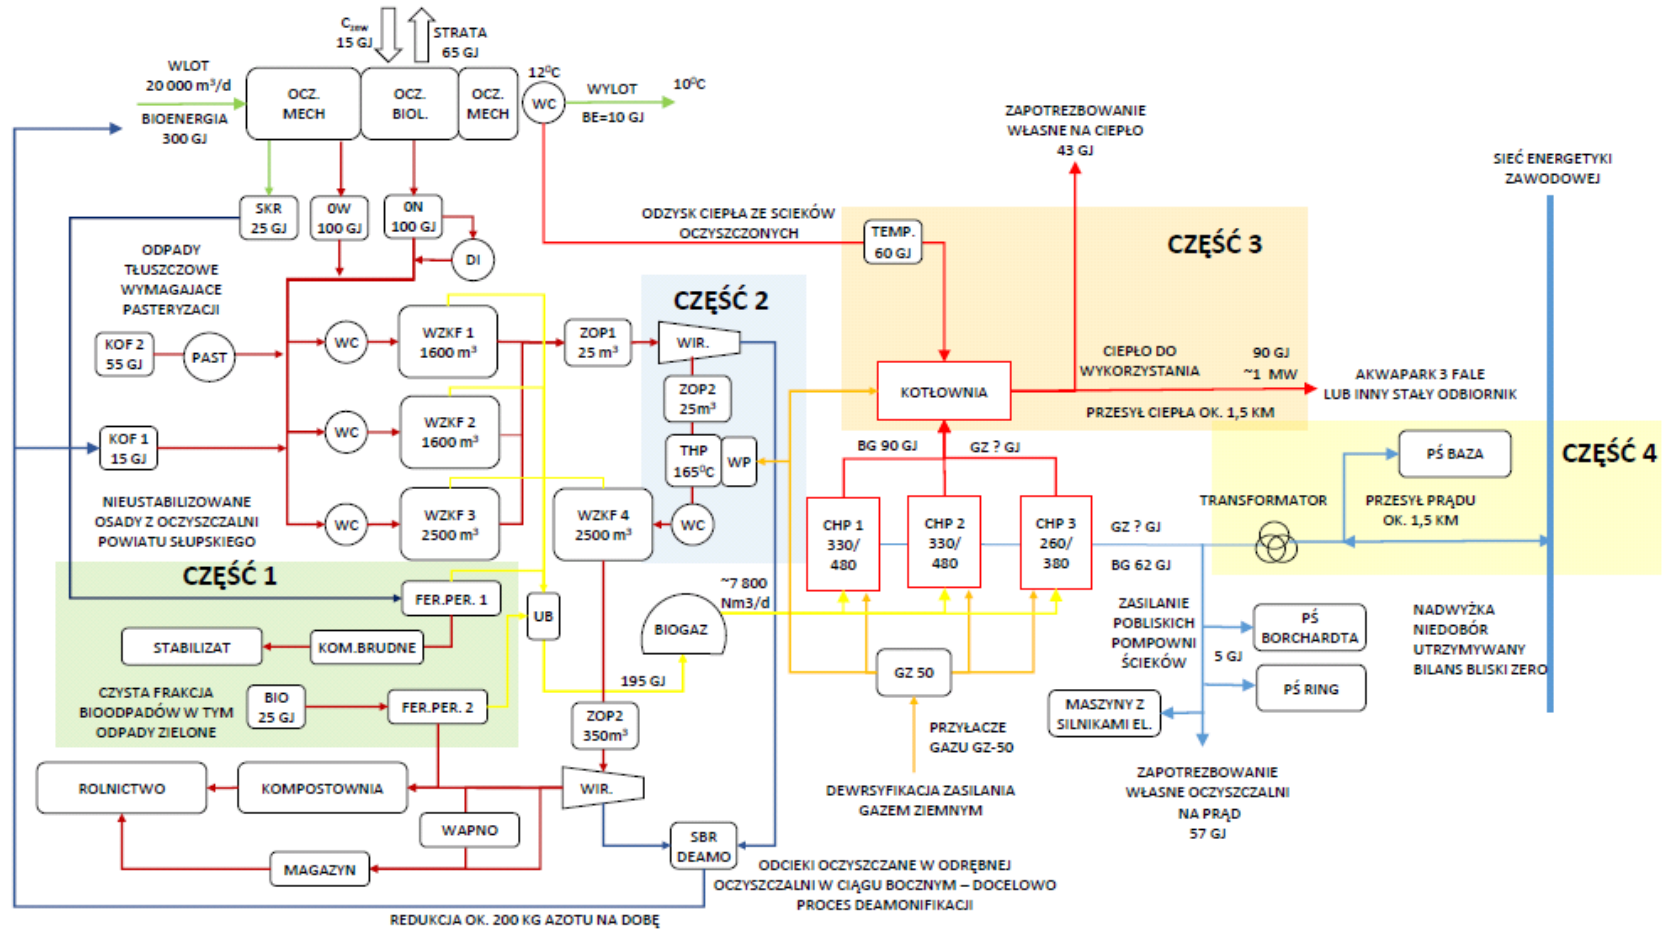 C_znw
15 GJ
STRATA
65 GJ
WLOT
20 000 m³/d
BIOENERGIA
300 GJ
OCZ.
MECH
OCZ.
BIOL.
OCZ.
MECH
12⁰C
WC
WYLOT
BE=10 GJ
10⁰C
ZAPOTREZBOWANIE
WŁASNE NA CIEPŁO
43 GJ
SIEĆ ENERGETYKI
ZAWODOWEJ
SKR
25 GJ
0W
100 GJ
0N
100 GJ
DI
ODZYSK CIEPŁA ZE SCIEKÓW
OCZYSZCZONYCH
TEMP.
60 GJ
CZĘŚĆ 3
ODPADY
TŁUSZCZOWE
WYMAGAJACE
PASTERYZACJI
KOF 2
55 GJ
PAST
WC
WZKF 1
1600 m³
ZOP1
25 m³
CZĘŚĆ 2
WIR.
ZOP2
25m³
THP
165⁰C
WP
WC
KOTŁOWNIA
CIEPŁO DO
WYKORZYSTANIA
90 GJ
~1 MW
PRZESYŁ CIEPŁA OK. 1,5 KM
AKWAPARK 3 FALE
LUB INNY STAŁY ODBIORNIK
WC
WZKF 2
1600 m³
KOF 1
15 GJ
NIEUSTABILIZOWANE
OSADY Z OCZYSZCZALNI
POWIATU SŁUPSKIEGO
WC
WZKF 3
2500 m³
WZKF 4
2500 m³
BG 90 GJ
GZ ? GJ
CHP 1
330/
480
CHP 2
330/
480
CHP 3
260/
380
GZ ? GJ
BG 62 GJ
TRANSFORMATOR
PŚ BAZA
PRZESYŁ PRĄDU
OK. 1,5 KM
CZĘŚĆ 4
CZĘŚĆ 1
FER.PER. 1
STABILIZAT
KOM.BRUDNE
UB
BIOGAZ
~7 800
Nm3/d
195 GJ
CZYSTA FRAKCJA
BIOODPADÓW W TYM
ODPADY ZIELONE
BIO
25 GJ
FER.PER. 2
GZ 50
PRZYŁĄCZE
GAZU GZ-50
DEWRSYFIKACJA ZASILANIA
GAZEM ZIEMNYM
ZASILANIE
POBLISKICH
POMPOWNI
ŚCIEKÓW
5 GJ
PŚ
BORCHARDTA
PŚ RING
MASZYNY Z
SILNIKAMI EL.
NADWYŻKA
NIEDOBÓR
UTRZYMYWANY
BILANS BLISKI ZERO
ZAPOTREZBOWANIE
WŁASNE OCZYSZCZALNI
NA PRĄD
57 GJ
ZOP2
350m³
WIR.
ROLNICTWO
KOMPOSTOWNIA
WAPNO
MAGAZYN
SBR
DEAMO
ODCIEKI OCZYSZCZANE W ODRĘBNEJ
OCZYSZCZALNI W CIĄGU BOCZNYM – DOCELOWO
PROCES DEAMONIFIKACJI
REDUKCJA OK. 200 KG AZOTU NA DOBĘ